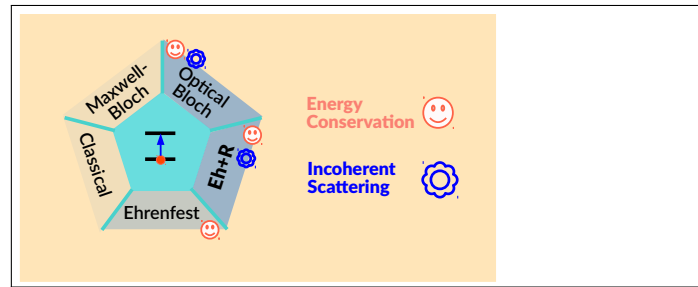 Maxwell-
Bloch
Optical
Bloch
Classical
Eh+R
Ehrenfest
Energy
Conservation
Incoherent
Scattering